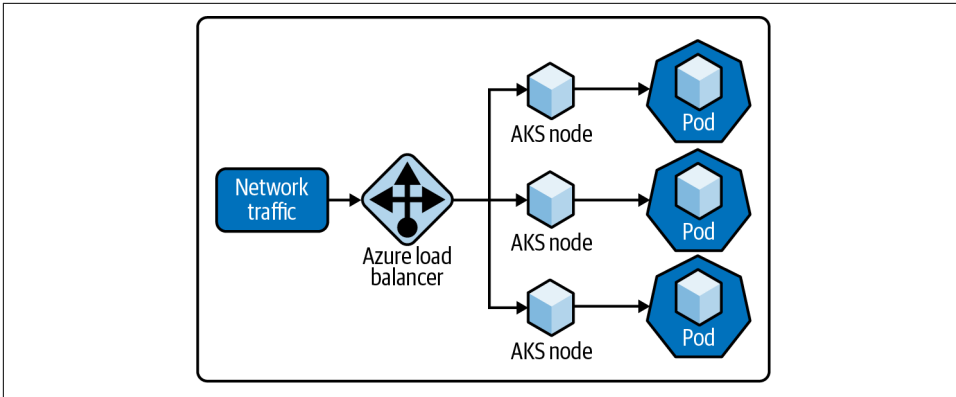 Network
traffic
Azure load
balancer
AKS node
Pod
AKS node
Pod
AKS node
Pod